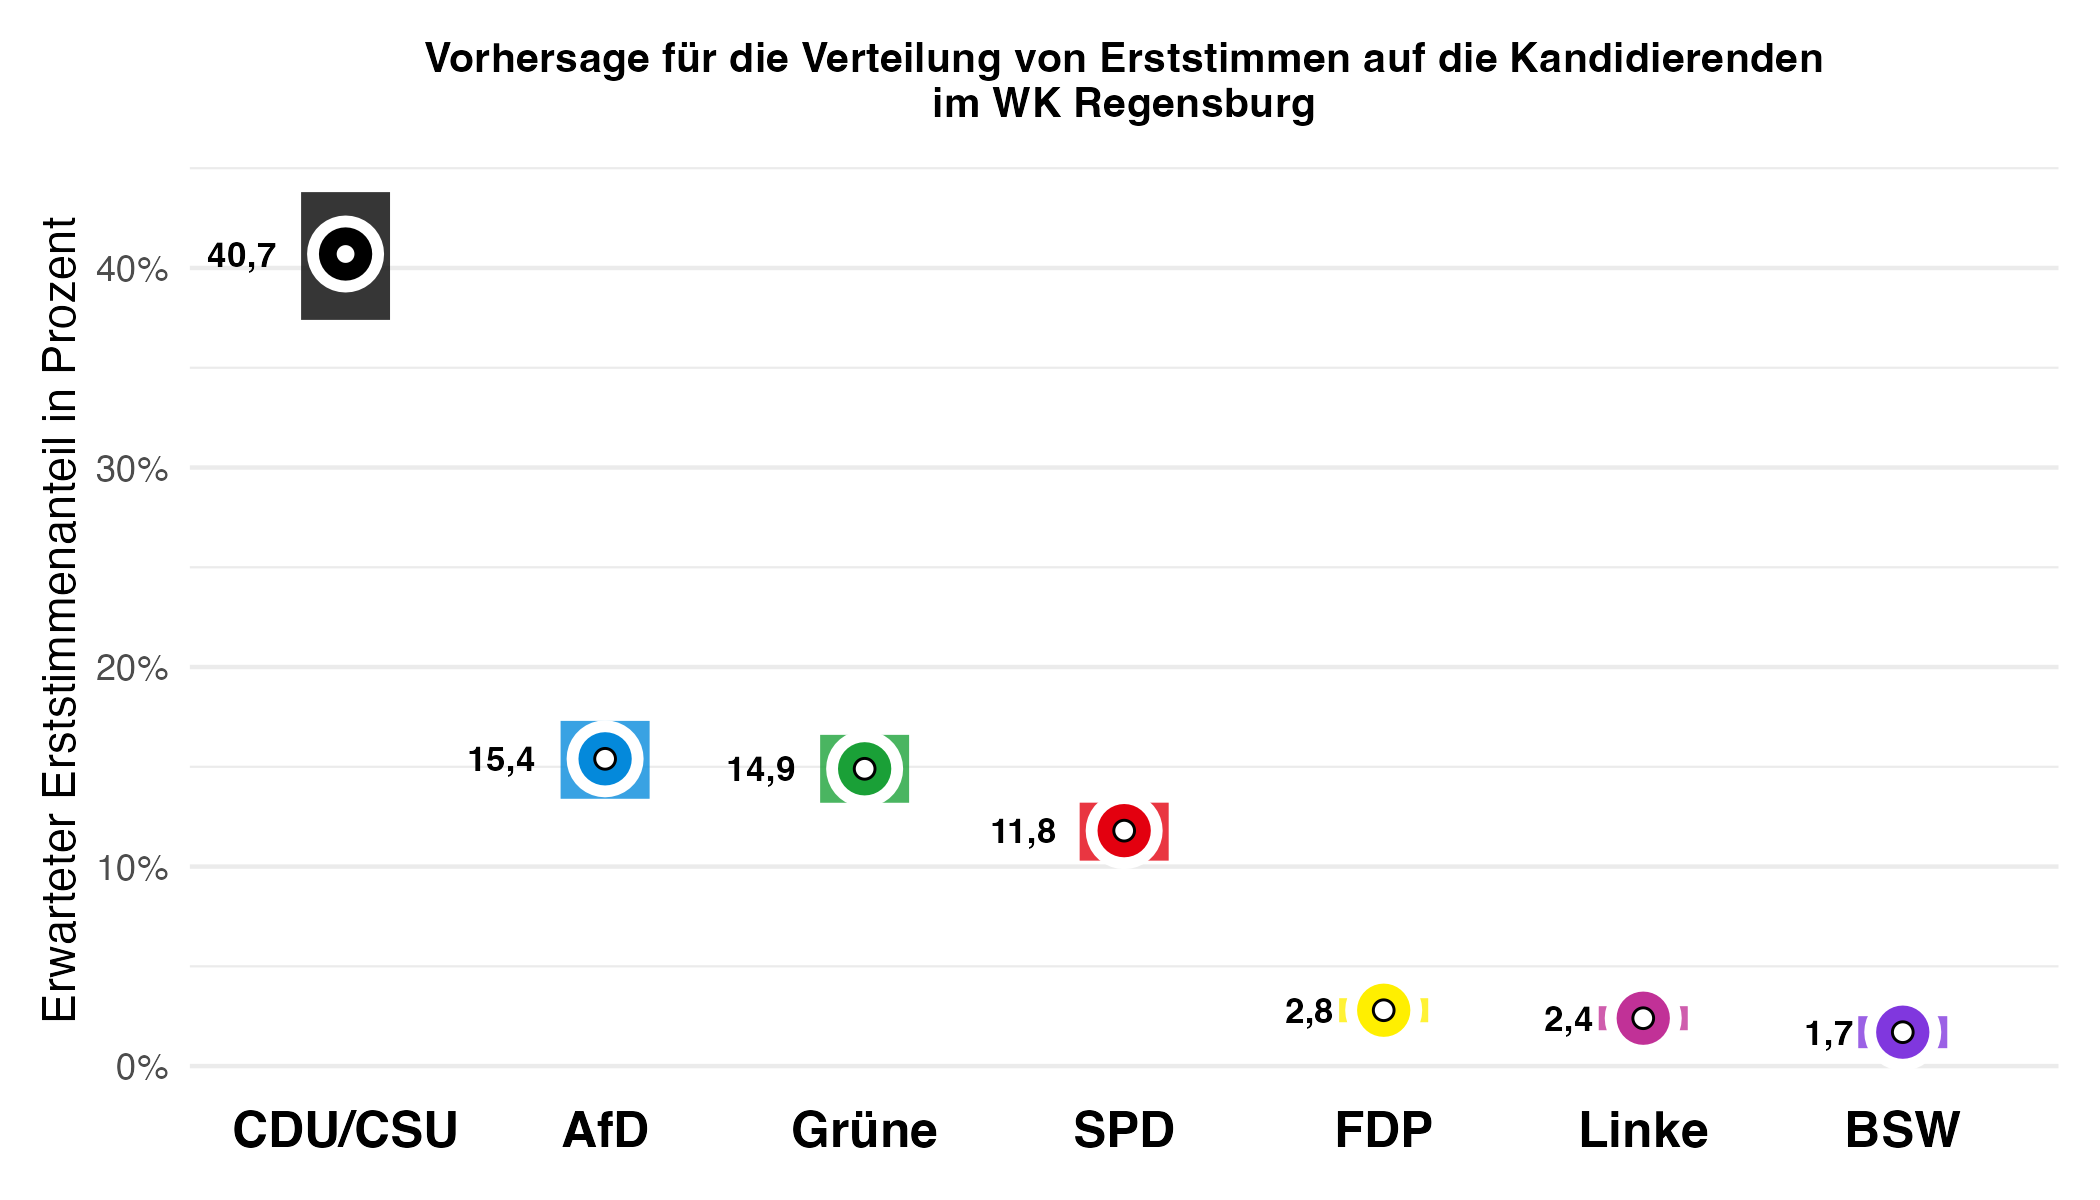 Vorhersage für die Verteilung von Erststimmen auf die Kandidierenden
im WK Regensburg
Erwarteter Erststimmenanteil in Prozent
40%
30%
20%
10%
0%
40,7
15,4
14,9
11,8
2,8
2,4
1,7
CDU/CSU
AfD
Grüne
SPD
FDP
Linke
BSW